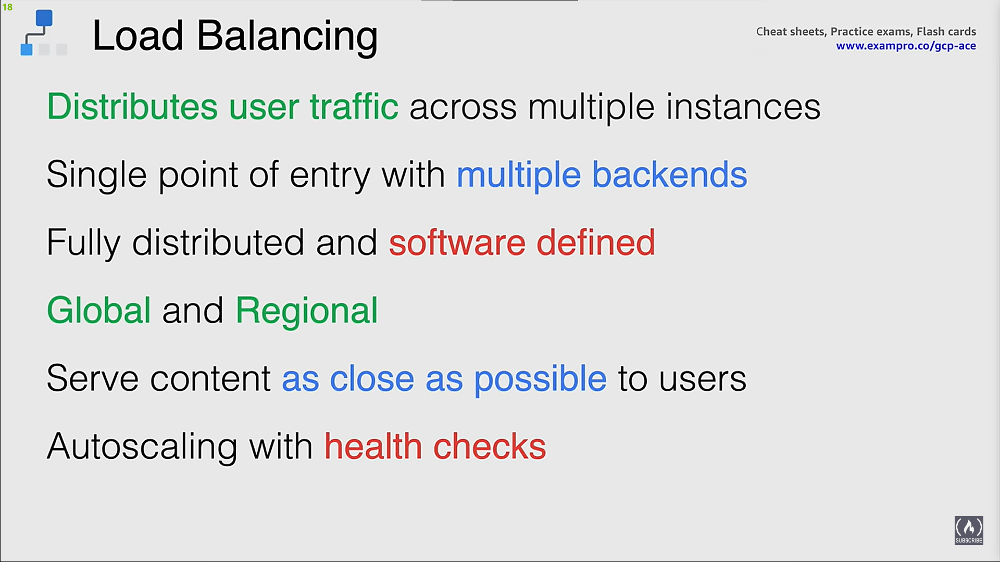 18
Load Balancing
Cheat sheets, Practice exams, Flash cards
www.exampro.co/gcp-ace
Distributes user traffic across multiple instances
Single point of entry with multiple backends
Fully distributed and software defined
Global and Regional
Serve content as close as possible to users
Autoscaling with health checks
SUBSCRIBE